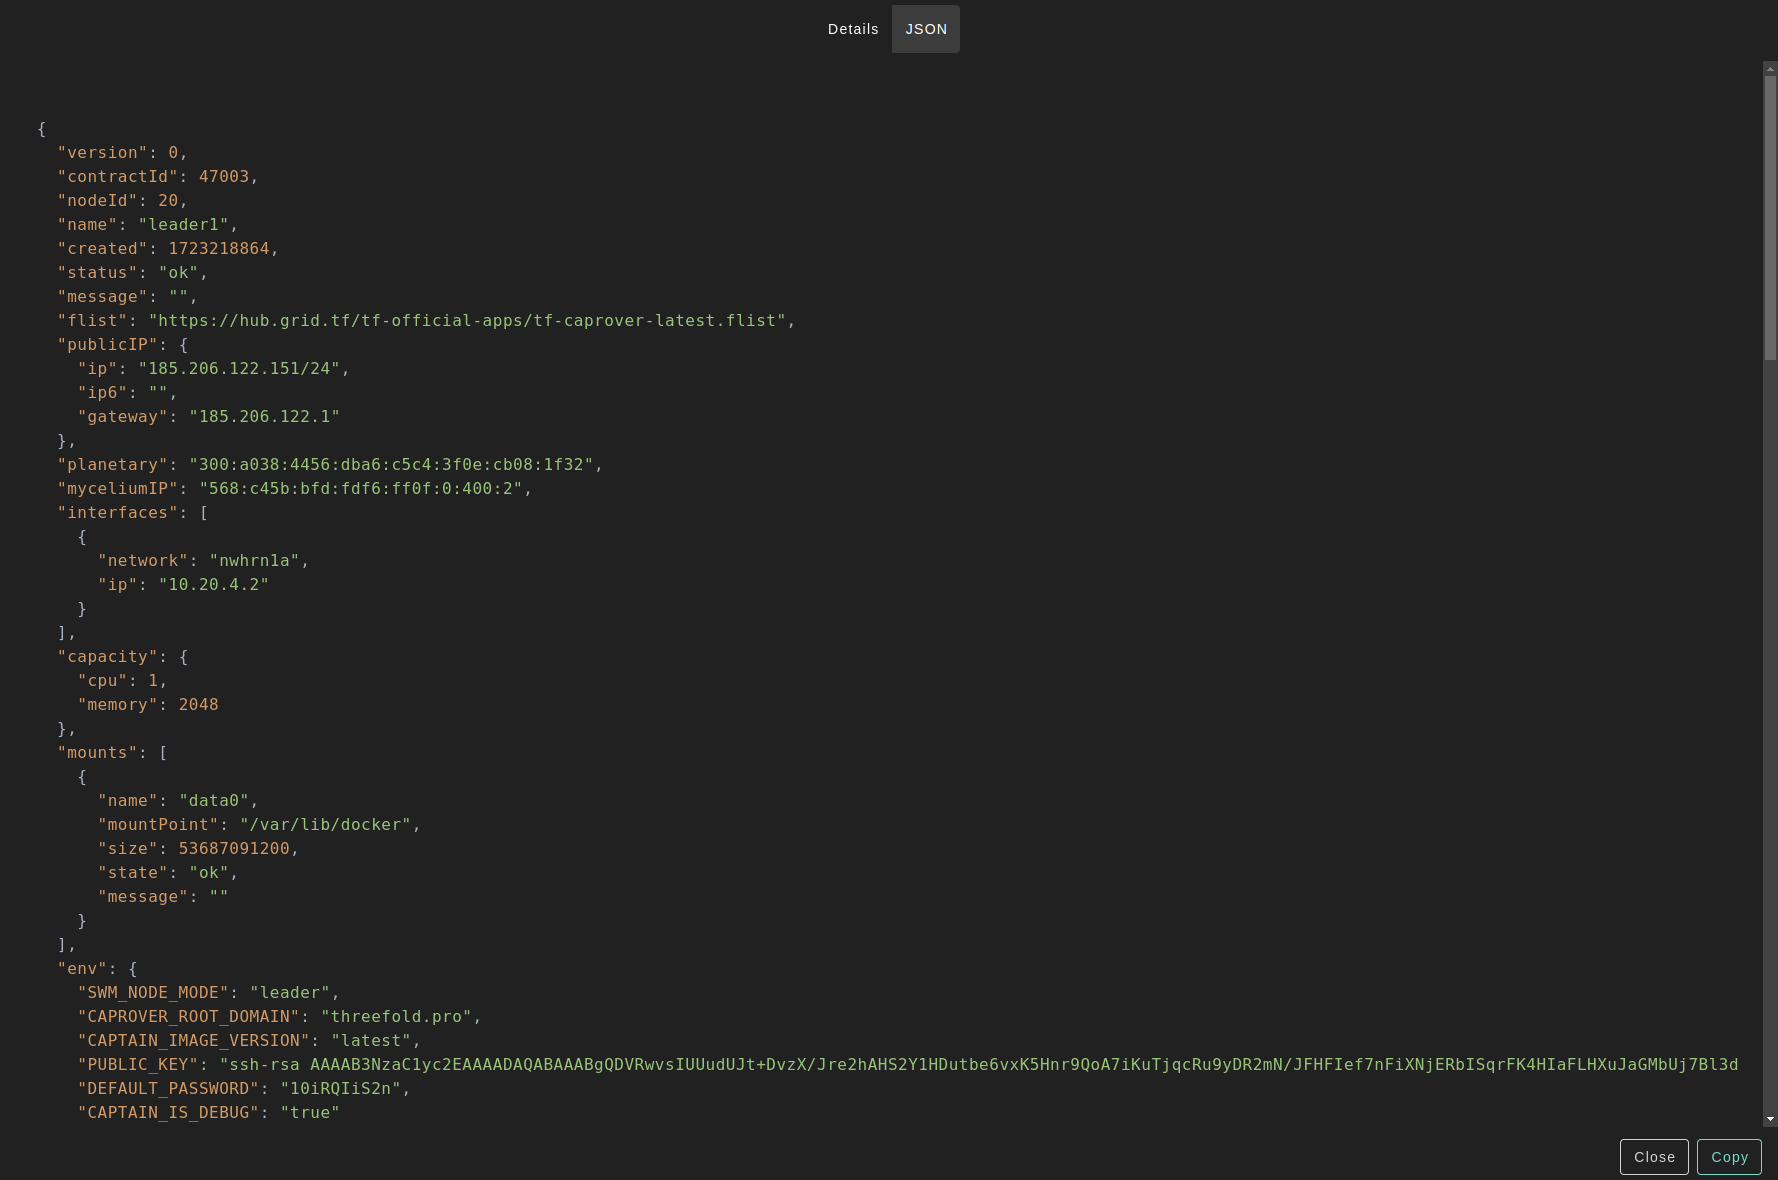 Details JSON
{
  "version": 0,
  "contractId": 47003,
  "nodeId": 20,
  "name": "leader1",
  "created": 1723218864,
  "status": "ok",
  "message": "",
  "flist": "https://hub.grid.tf/tf-official-apps/tf-caprover-latest.flist",
  "publicIP": {
    "ip": "185.206.122.151/24",
    "ip6": "",
    "gateway": "185.206.122.1"
  },
  "planetary": "300:a038:4456:dba6:c5c4:3f0e:cb08:1f32",
  "myceliumIP": "568:c45b:bfd:fdf6:ff0f:0:400:2",
  "interfaces": [
    {
      "network": "nwhrn1a",
      "ip": "10.20.4.2"
    }
  ],
  "capacity": {
    "cpu": 1,
    "memory": 2048
  },
  "mounts": [
    {
      "name": "data0",
      "mountPoint": "/var/lib/docker",
      "size": 53687091200,
      "state": "ok",
      "message": ""
    }
  ],
  "env": {
    "SWM_NODE_MODE": "leader",
    "CAPROVER_ROOT_DOMAIN": "threefold.pro",
    "CAPTAIN_IMAGE_VERSION": "latest",
    "PUBLIC_KEY": "ssh-rsa AAAAB3NzaC1yc2EAAAADAQABAAABgQDVRwvsIUUudUJt+DvzX/Jre2hAHS2Y1HDutbe6vxK5Hnr9QoA7iKuTjqcRu9yDR2mN/JFHFIef7nFiXNjERbISqrFK4HIaFLHXuJaGMbUj7Bl3d
    "DEFAULT_PASSWORD": "10iRQIiS2n",
    "CAPTAIN_IS_DEBUG": "true"
Close Copy